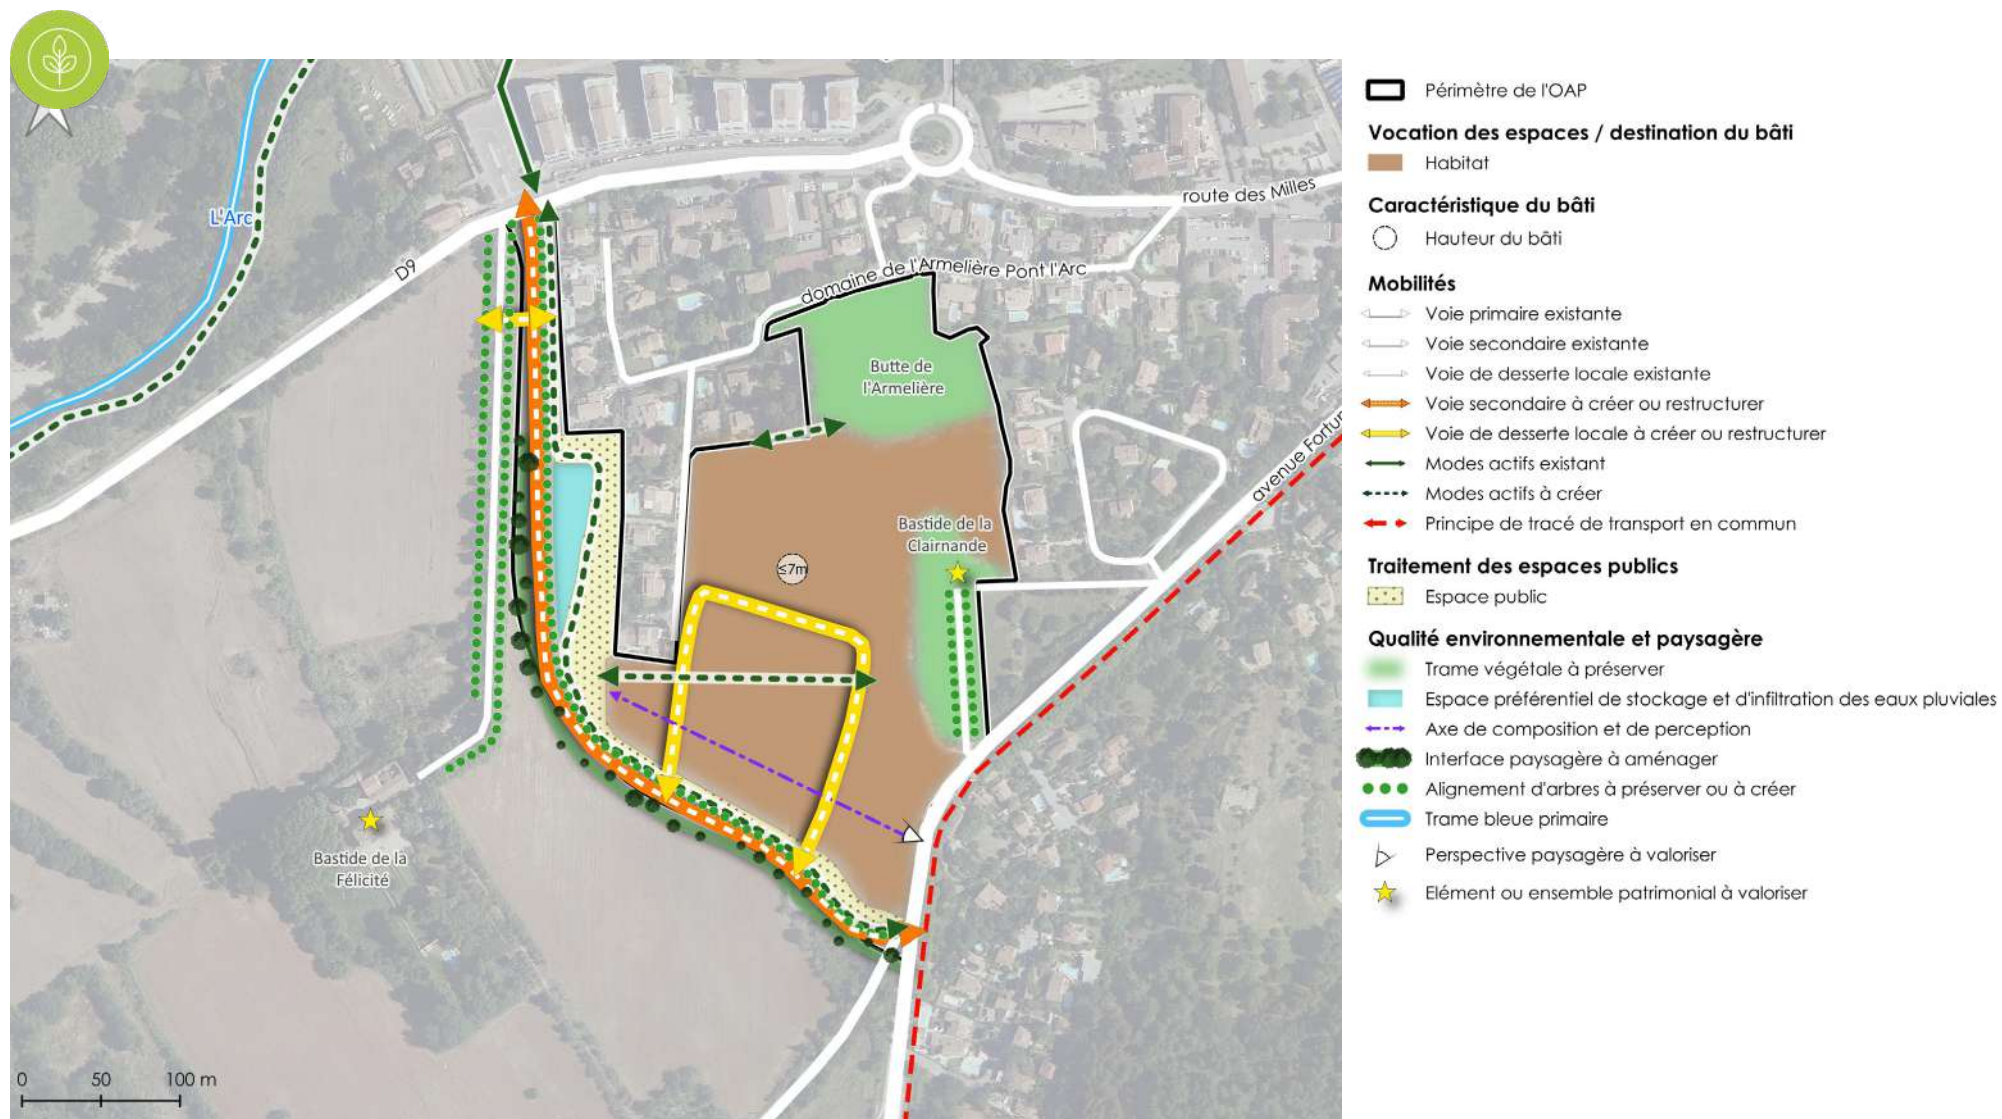 L'Arc
D9
route des Milles
domaine de l'Armelière Pont l'Arc
Butte de
l'Armelière
avenue Fortun
Bastide de la
Clairnande
≤7m
Bastide de la
Félicité
0 50 100 m
Périmètre de l'OAP
Vocation des espaces / destination du bâti
Habitat
Caractéristique du bâti
Hauteur du bâti
Mobilités
Voie primaire existante
Voie secondaire existante
Voie de desserte locale existante
Voie secondaire à créer ou restructurer
Voie de desserte locale à créer ou restructurer
Modes actifs existant
Modes actifs à créer
Principe de tracé de transport en commun
Traitement des espaces publics
Espace public
Qualité environnementale et paysagère
Trame végétale à préserver
Espace préférentiel de stockage et d'infiltration des eaux pluviales
Axe de composition et de perception
Interface paysagère à aménager
Alignement d'arbres à préserver ou à créer
Trame bleue primaire
Perspective paysagère à valoriser
Elément ou ensemble patrimonial à valoriser